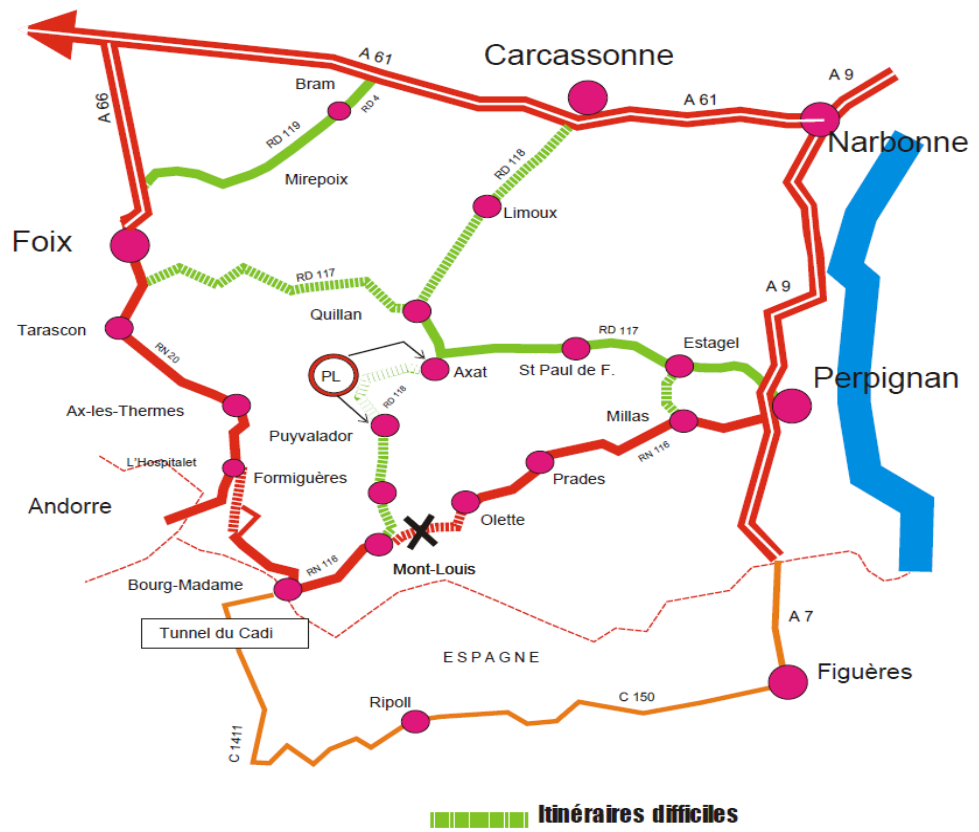 A 61
Carcassonne
A 9
Bram
A 66
RD 4
A 61
RD 119
RD 118
Narbonne
Mirepoix
Limoux
Foix
RD 117
A 9
Quillan
Tarascon
RD 117
Estagel
RN 20
PL
Axat
St Paul de F.
Perpignan
RD 118
Ax-les-Thermes
Puyvalador
Millas
RN 116
L'Hospitalet
Formiguères
Prades
Andorre
Olette
RN 116
Mont-Louis
Bourg-Madame
A 7
Tunnel du Cadi
ESPAGNE
Figuères
C 150
Ripoll
C 1411
Itinéraires difficiles